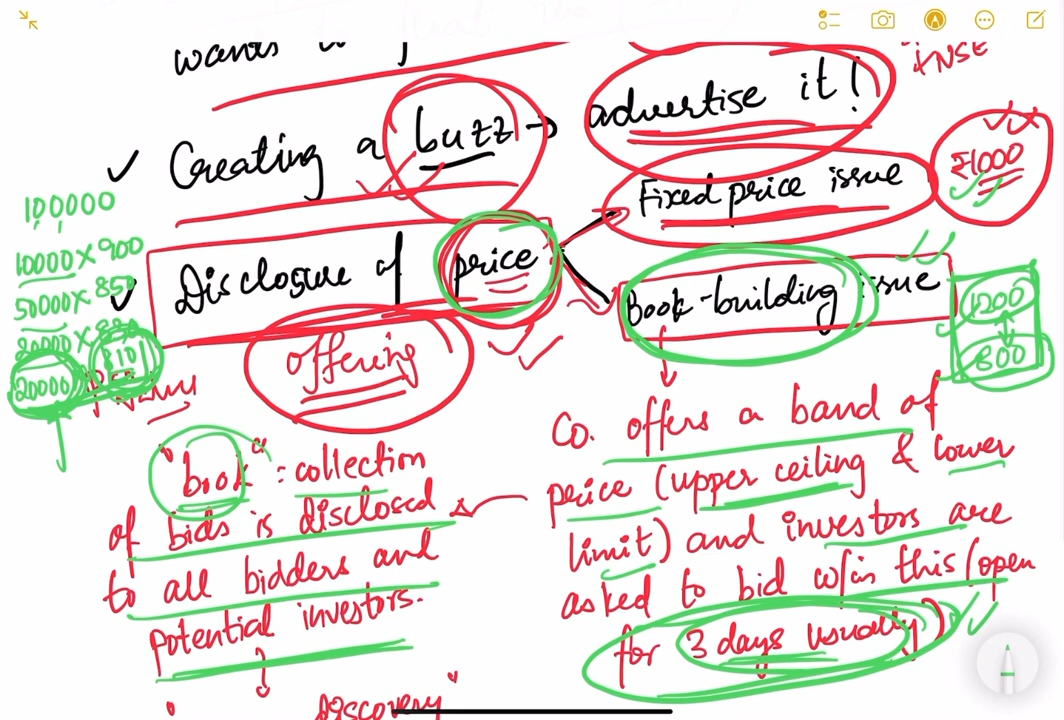 wants to
NSE
✓ Creating a buzz → advertise it!
Fixed price issue
₹1000
100000
10000 × 900
50000 × 850
20000
810
✓ Disclosure of price
Book-building issue
1200
800
offering
Co. offers a band of
price (upper ceiling & lower
limit) and investors are
asked to bid w/in this (open
for 3 days usually)
"book" : collection
of bids is disclosed
to all bidders and
potential investors.
discovery"